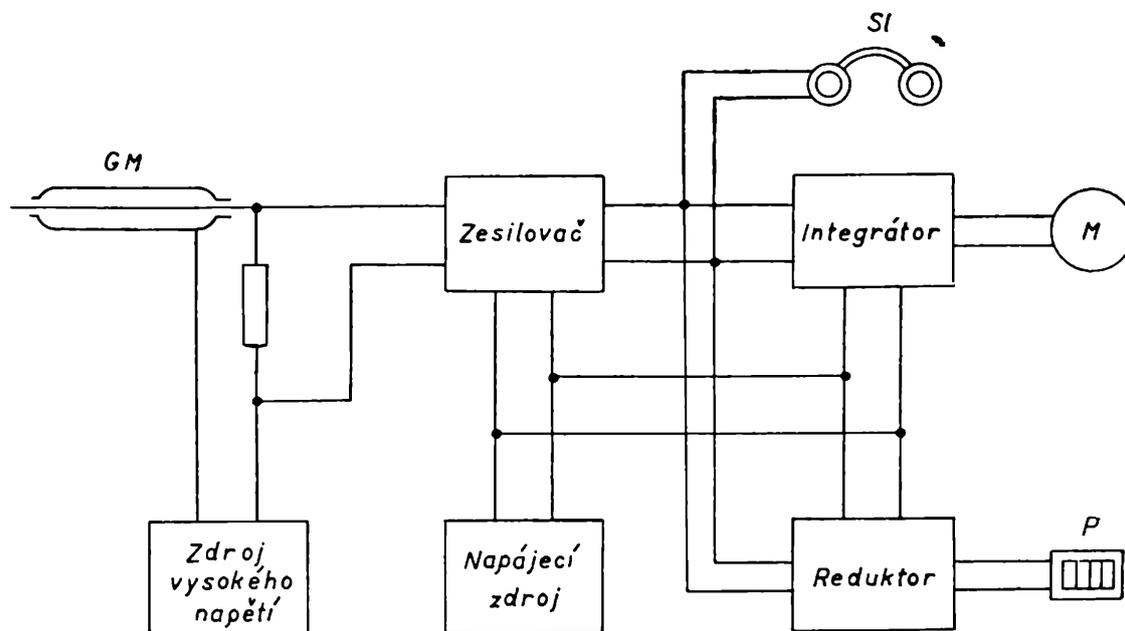 Sl
GM
Zesilovač
Integrátor
M
Zdroj
vysokého
napětí
Napájecí
zdroj
Reduktor
P